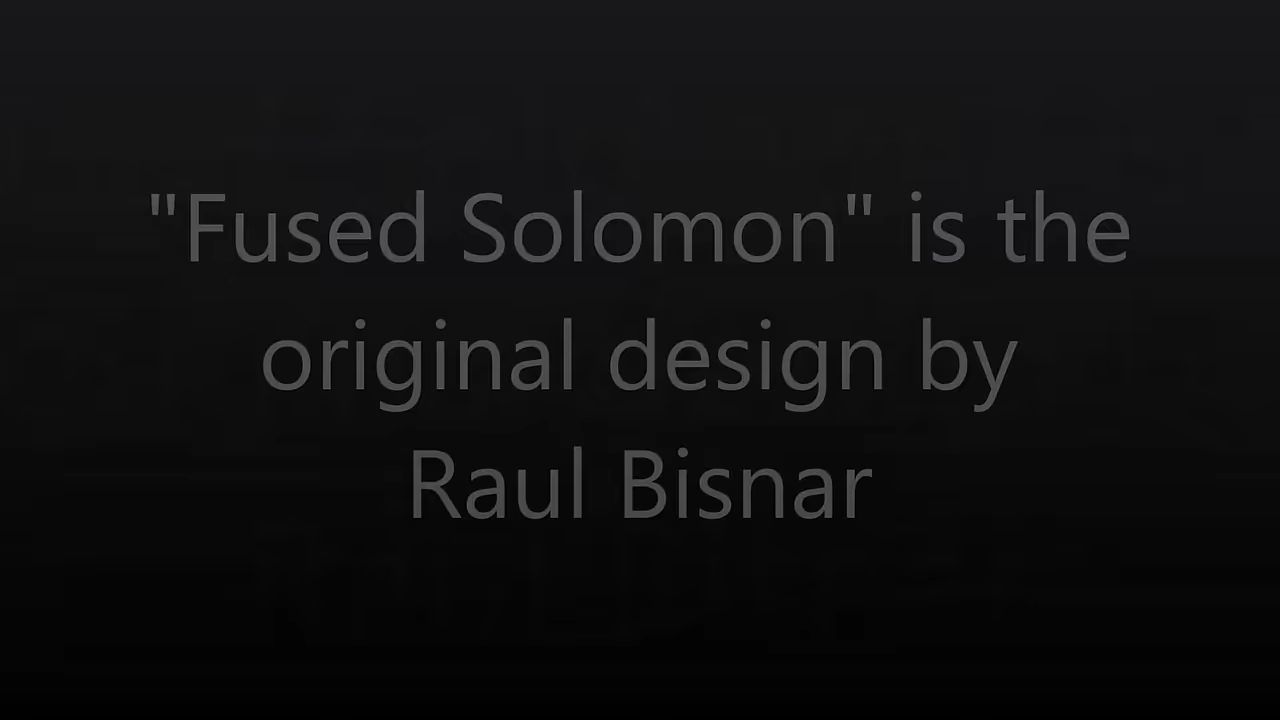 "Fused Solomon" is the
original design by
Raul Bisnar